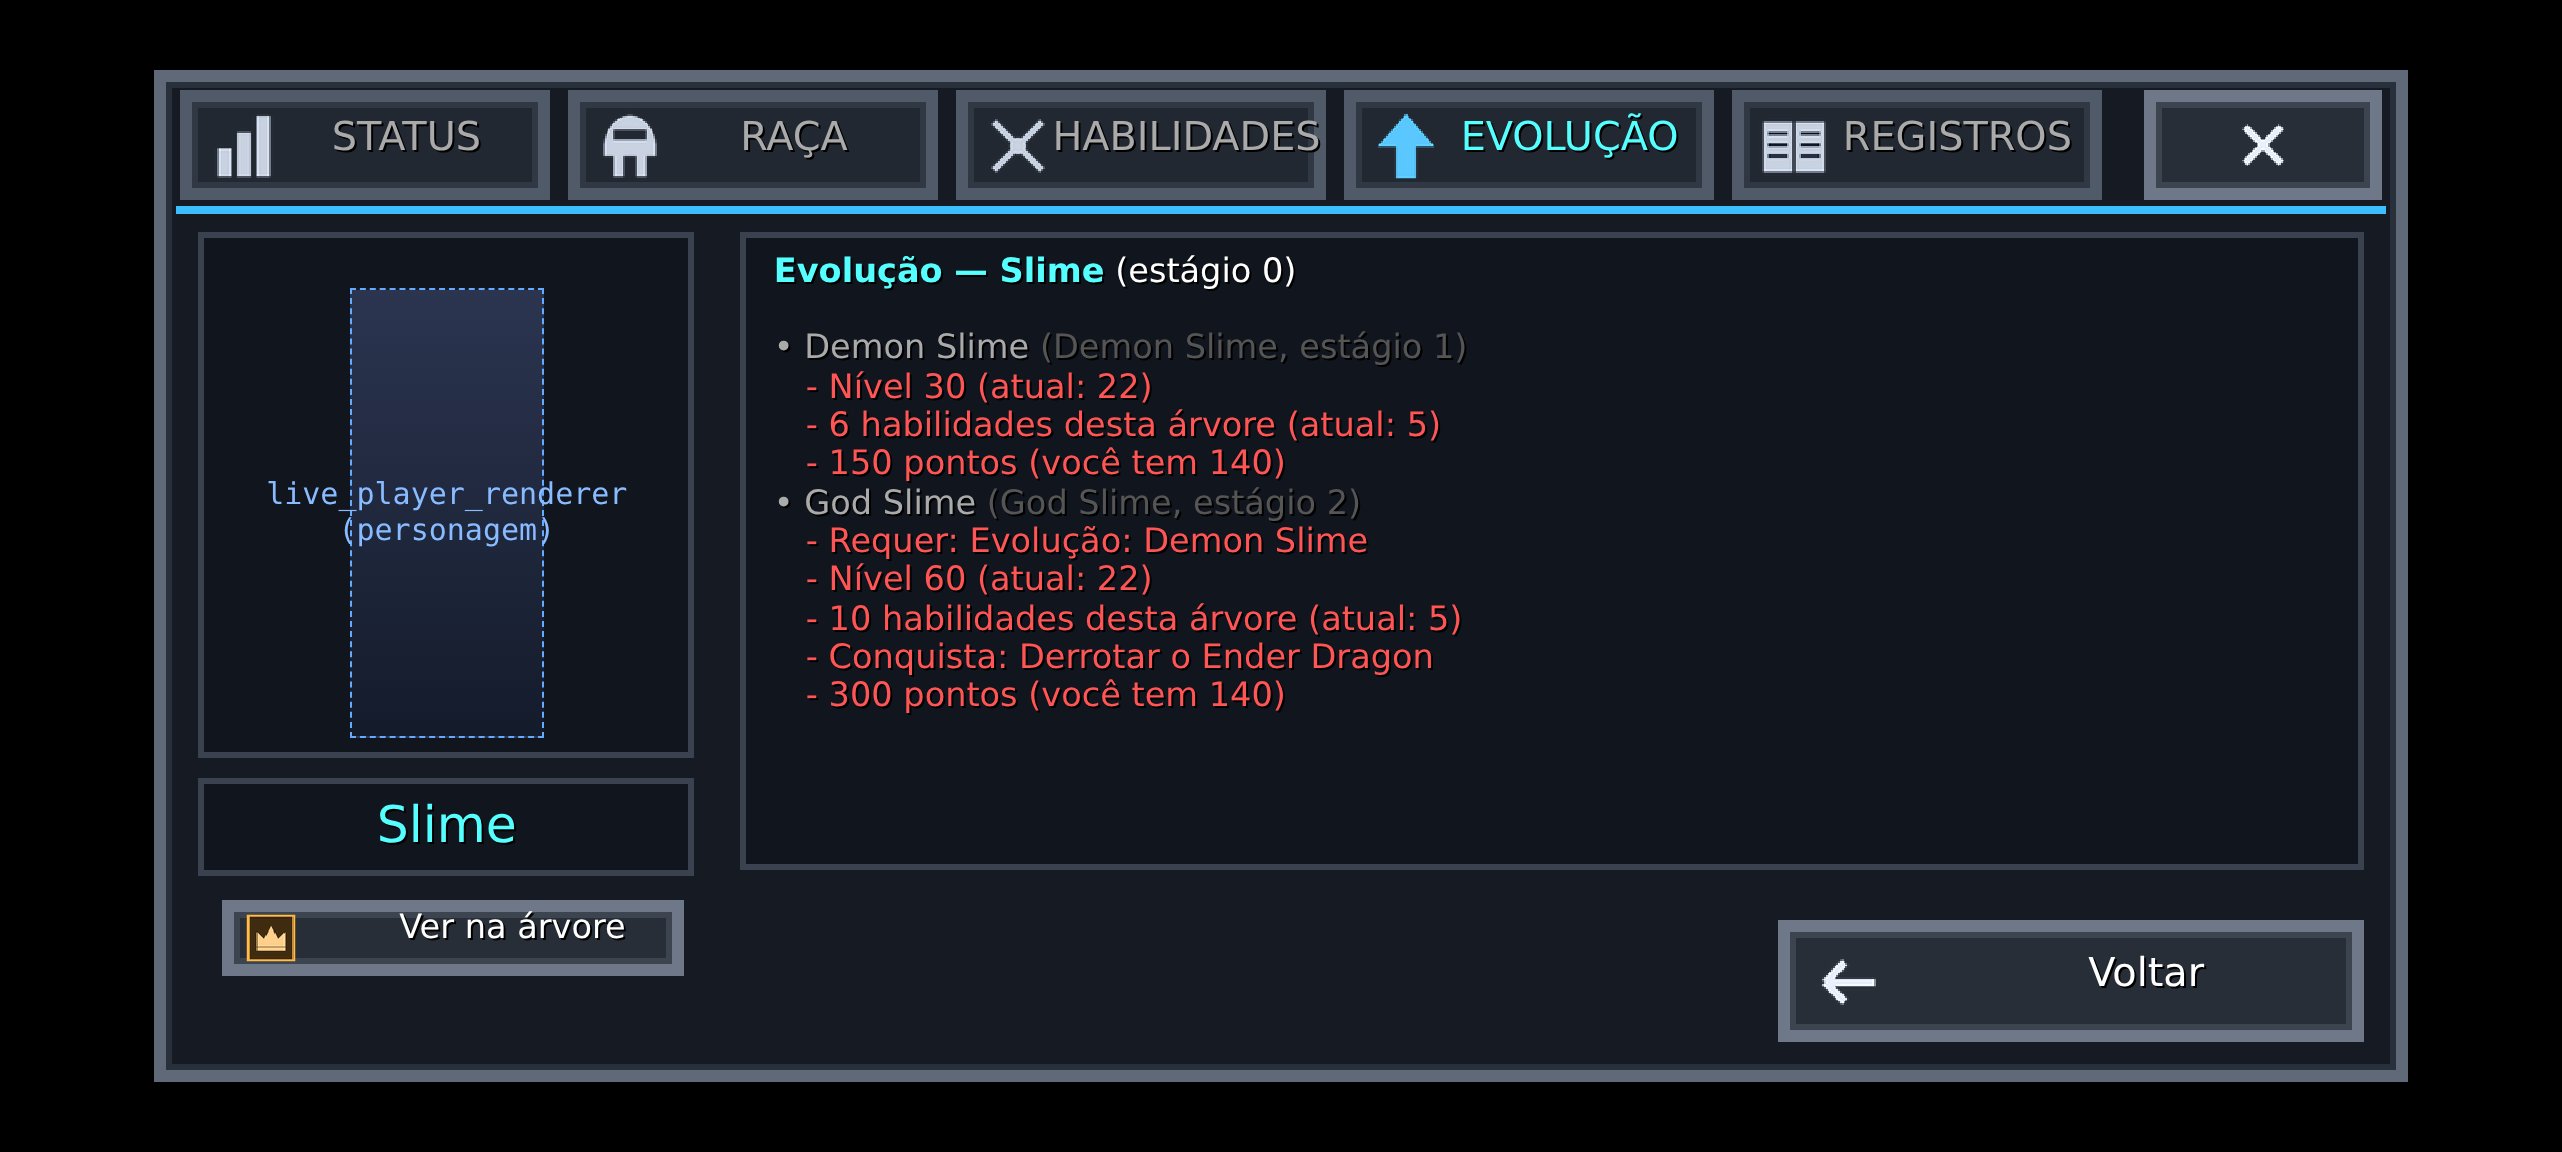 STATUS
RAÇA
HABILIDADES
EVOLUÇÃO
REGISTROS
live_player_renderer
(personagem)
Slime
Ver na árvore
Evolução — Slime (estágio 0)
• Demon Slime (Demon Slime, estágio 1)
- Nível 30 (atual: 22)
- 6 habilidades desta árvore (atual: 5)
- 150 pontos (você tem 140)
• God Slime (God Slime, estágio 2)
- Requer: Evolução: Demon Slime
- Nível 60 (atual: 22)
- 10 habilidades desta árvore (atual: 5)
- Conquista: Derrotar o Ender Dragon
- 300 pontos (você tem 140)
Voltar